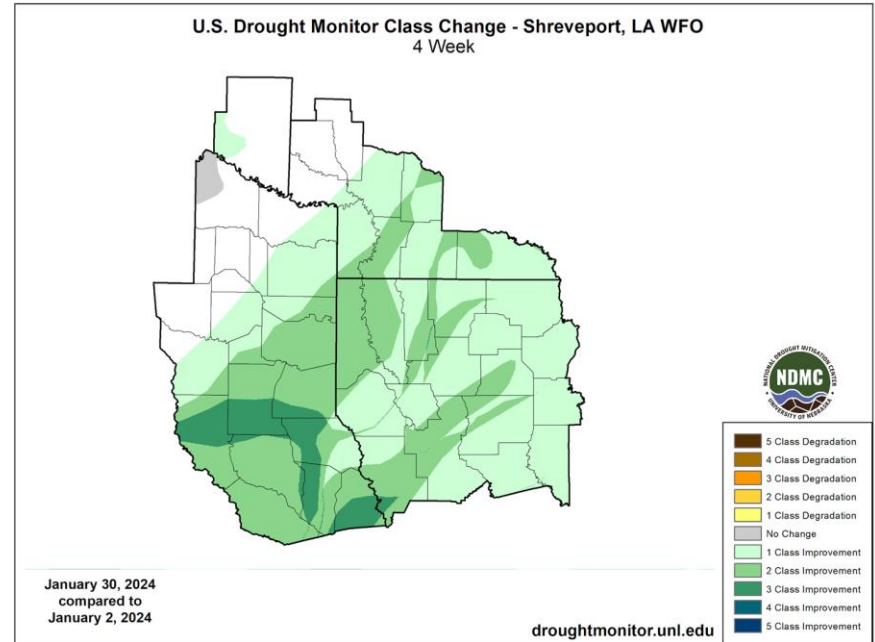 U.S. Drought Monitor Class Change - Shreveport, LA WFO
4 Week
NATIONAL DROUGHT MITIGATION CENTER
NDMC
UNIVERSITY OF NEBRASKA
5 Class Degradation
4 Class Degradation
3 Class Degradation
2 Class Degradation
1 Class Degradation
No Change
1 Class Improvement
2 Class Improvement
3 Class Improvement
4 Class Improvement
5 Class Improvement
January 30, 2024
compared to
January 2, 2024
droughtmonitor.unl.edu